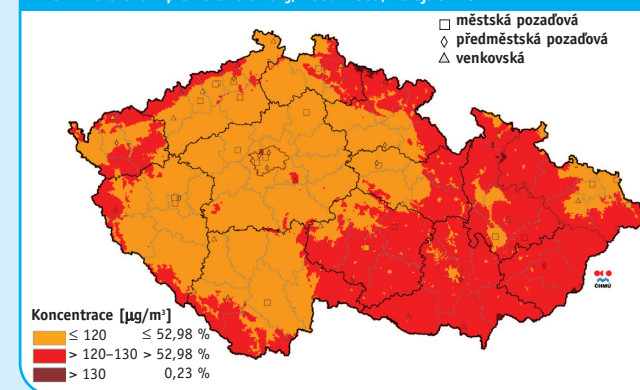 městská pozaďová
předměstská pozaďová
venkovská
ČHMÚ
Koncentrace [µg/m³]
≤ 120 ≤ 52,98 %
> 120–130 > 52,98 %
> 130 0,23 %